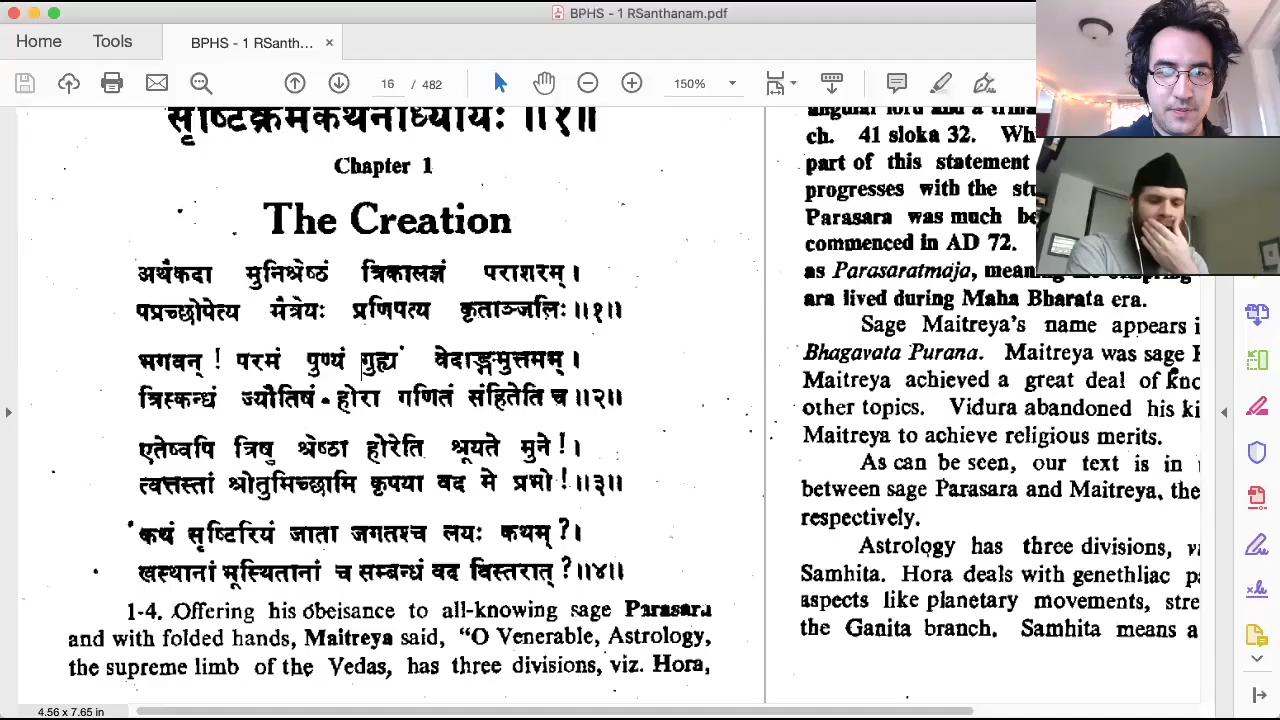 BPHS - 1 RSanthanam.pdf
Home
Tools
BPHS - 1 RSanth...
16 / 482
150%
सृष्टिक्रमकथनाध्यायः ॥१॥
Chapter 1
The Creation
अथैकदा मुनिश्रेष्ठं त्रिकालज्ञं पराशरम् ।
पप्रच्छोपेत्य मैत्रेयः प्रणिपत्य कृताञ्जलिः ॥१॥
भगवन् ! परमं पुण्यं गुह्यं वेदाङ्गमुत्तमम् ।
त्रिस्कन्धं ज्यौतिषं होरा गणितं संहितेति च ॥२॥
एतेष्वपि त्रिषु श्रेष्ठा होरेति श्रूयते मुने ! ।
त्वत्तस्तां श्रोतुमिच्छामि कृपया वद मे प्रभो ! ॥३॥
कथं सृष्टिरियं जाता जगतश्च लयः कथम् ? ।
खस्थानां भूस्थितानां च सम्बन्धं वद विस्तरात् ? ॥४॥
1-4. Offering his obeisance to all-knowing sage Parasara
and with folded hands, Maitreya said, “O Venerable, Astrology,
the supreme limb of the Vedas, has three divisions, viz. Hora,
angular lord and a
ch. 41 sloka 32.
part of this statement
progresses with the
Parasara was much
commenced in AD 72.
as Parasaratmaja,
ara lived during Maha Bharata era.
Sage Maitreya's name appears
Bhagavata Purana. Maitreya was sage
Maitreya achieved a great deal of
other topics. Vidura abandoned his
Maitreya to achieve religious merits.
As can be seen, our text is in
between sage Parasara and Maitreya, the
respectively.
Astrology has three divisions,
Samhita. Hora deals with genethliac
aspects like planetary movements,
the Ganita branch. Samhita means a
4.56 x 7.65 in